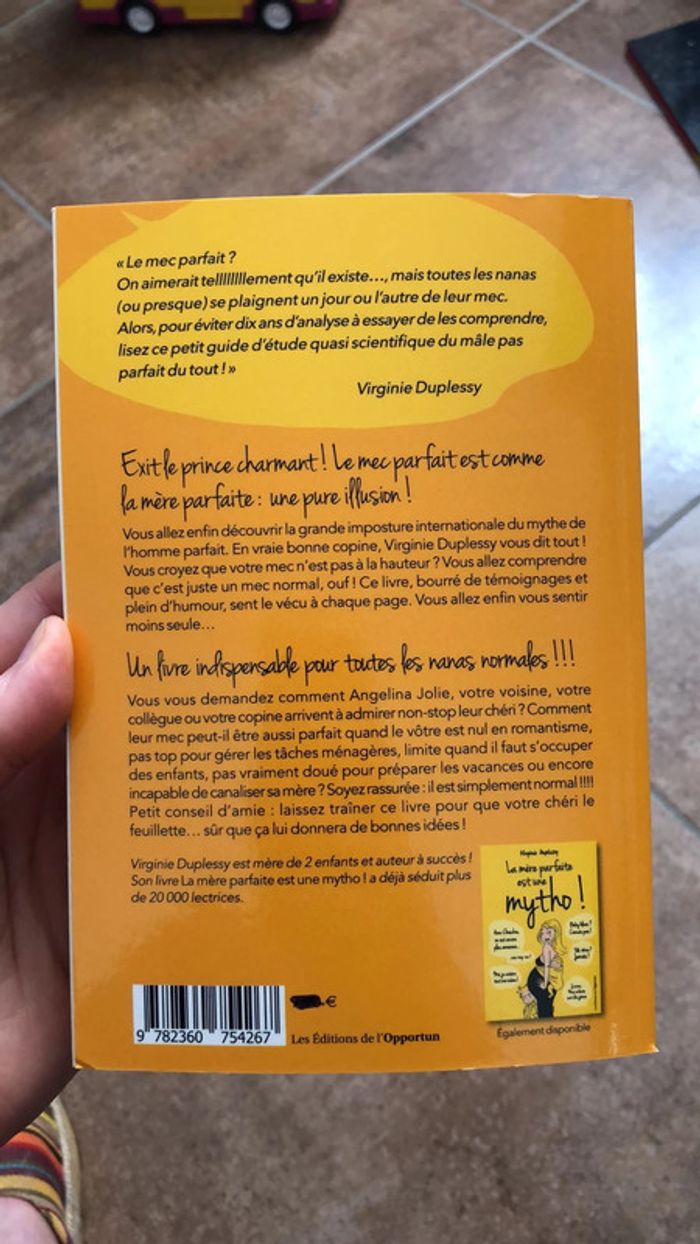 « Le mec parfait ?
On aimerait tellllllllement qu'il existe..., mais toutes les nanas
(ou presque) se plaignent un jour ou l'autre de leur mec.
Alors, pour éviter dix ans d'analyse à essayer de les comprendre,
lisez ce petit guide d'étude quasi scientifique du mâle pas
parfait du tout ! »
Virginie Duplessy
Exit le prince charmant ! Le mec parfait est comme
la mère parfaite : une pure illusion !
Vous allez enfin découvrir la grande imposture internationale du mythe de
l'homme parfait. En vraie bonne copine, Virginie Duplessy vous dit tout !
Vous croyez que votre mec n'est pas à la hauteur ? Vous allez comprendre
que c'est juste un mec normal, ouf ! Ce livre, bourré de témoignages et
plein d'humour, sent le vécu à chaque page. Vous allez enfin vous sentir
moins seule...
Un livre indispensable pour toutes les nanas normales !!!
Vous vous demandez comment Angelina Jolie, votre voisine, votre
collègue ou votre copine arrivent à admirer non-stop leur chéri ? Comment
leur mec peut-il être aussi parfait quand le vôtre est nul en romantisme,
pas top pour gérer les tâches ménagères, limite quand il faut s'occuper
des enfants, pas vraiment doué pour préparer les vacances ou encore
incapable de canaliser sa mère ? Soyez rassurée : il est simplement normal !!!!
Petit conseil d'amie : laissez traîner ce livre pour que votre chéri le
feuillette... sûr que ça lui donnera de bonnes idées !
Virginie Duplessy est mère de 2 enfants et auteur à succès !
Son livre La mère parfaite est une mytho ! a déjà séduit plus
de 20 000 lectrices.
Virginie Duplessy
La mère parfaite
est une
mytho !
Également disponible
€
9 782360 754267
Les Éditions de l'Opportun